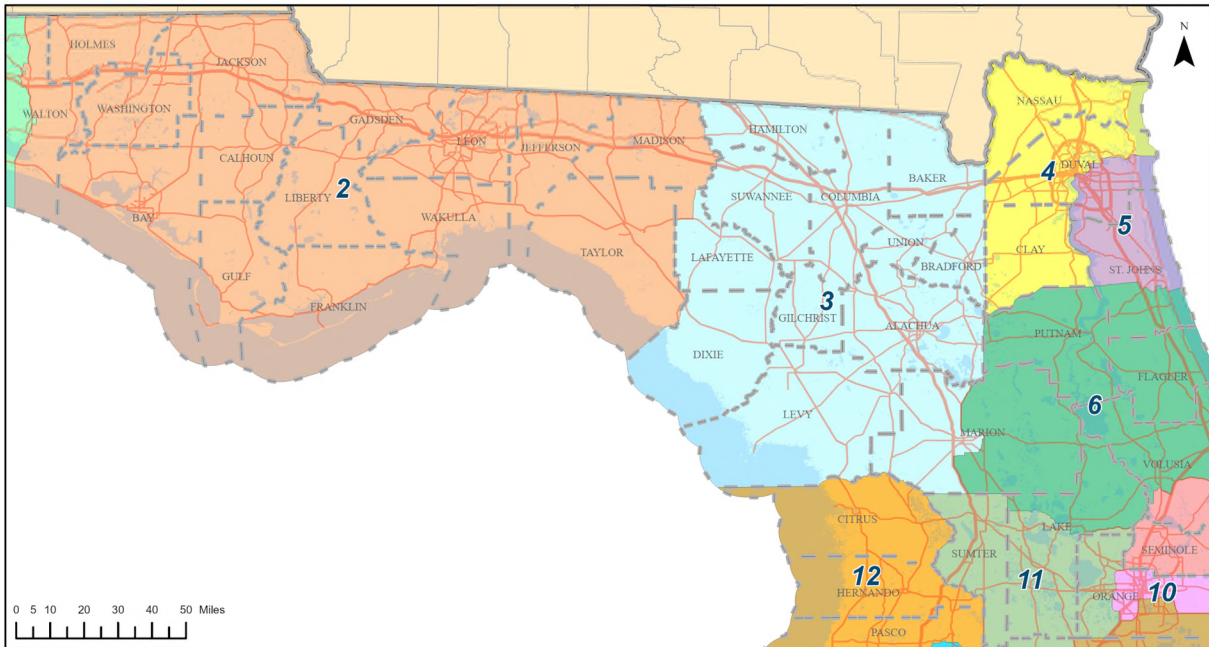 N
HOLMES
JACKSON
WALTON
WASHINGTON
GADSDEN
LEON
JEFFERSON
MADISON
HAMILTON
NASSAU
CALHOUN
LIBERTY
2
BAY
WAKULLA
SUWANNEE
COLUMBIA
BAKER
4
DUVAL
GULF
FRANKLIN
TAYLOR
LAFAYETTE
UNION
BRADFORD
CLAY
5
ST. JOHNS
3
GILCHRIST
ALACHUA
PUTNAM
DIXIE
FLAGLER
LEVY
MARION
6
VOLUSIA
CITRUS
SUMTER
LAKE
SEMINOLE
12
HERNANDO
11
ORANGE
10
PASCO
0 5 10 20 30 40 50 Miles